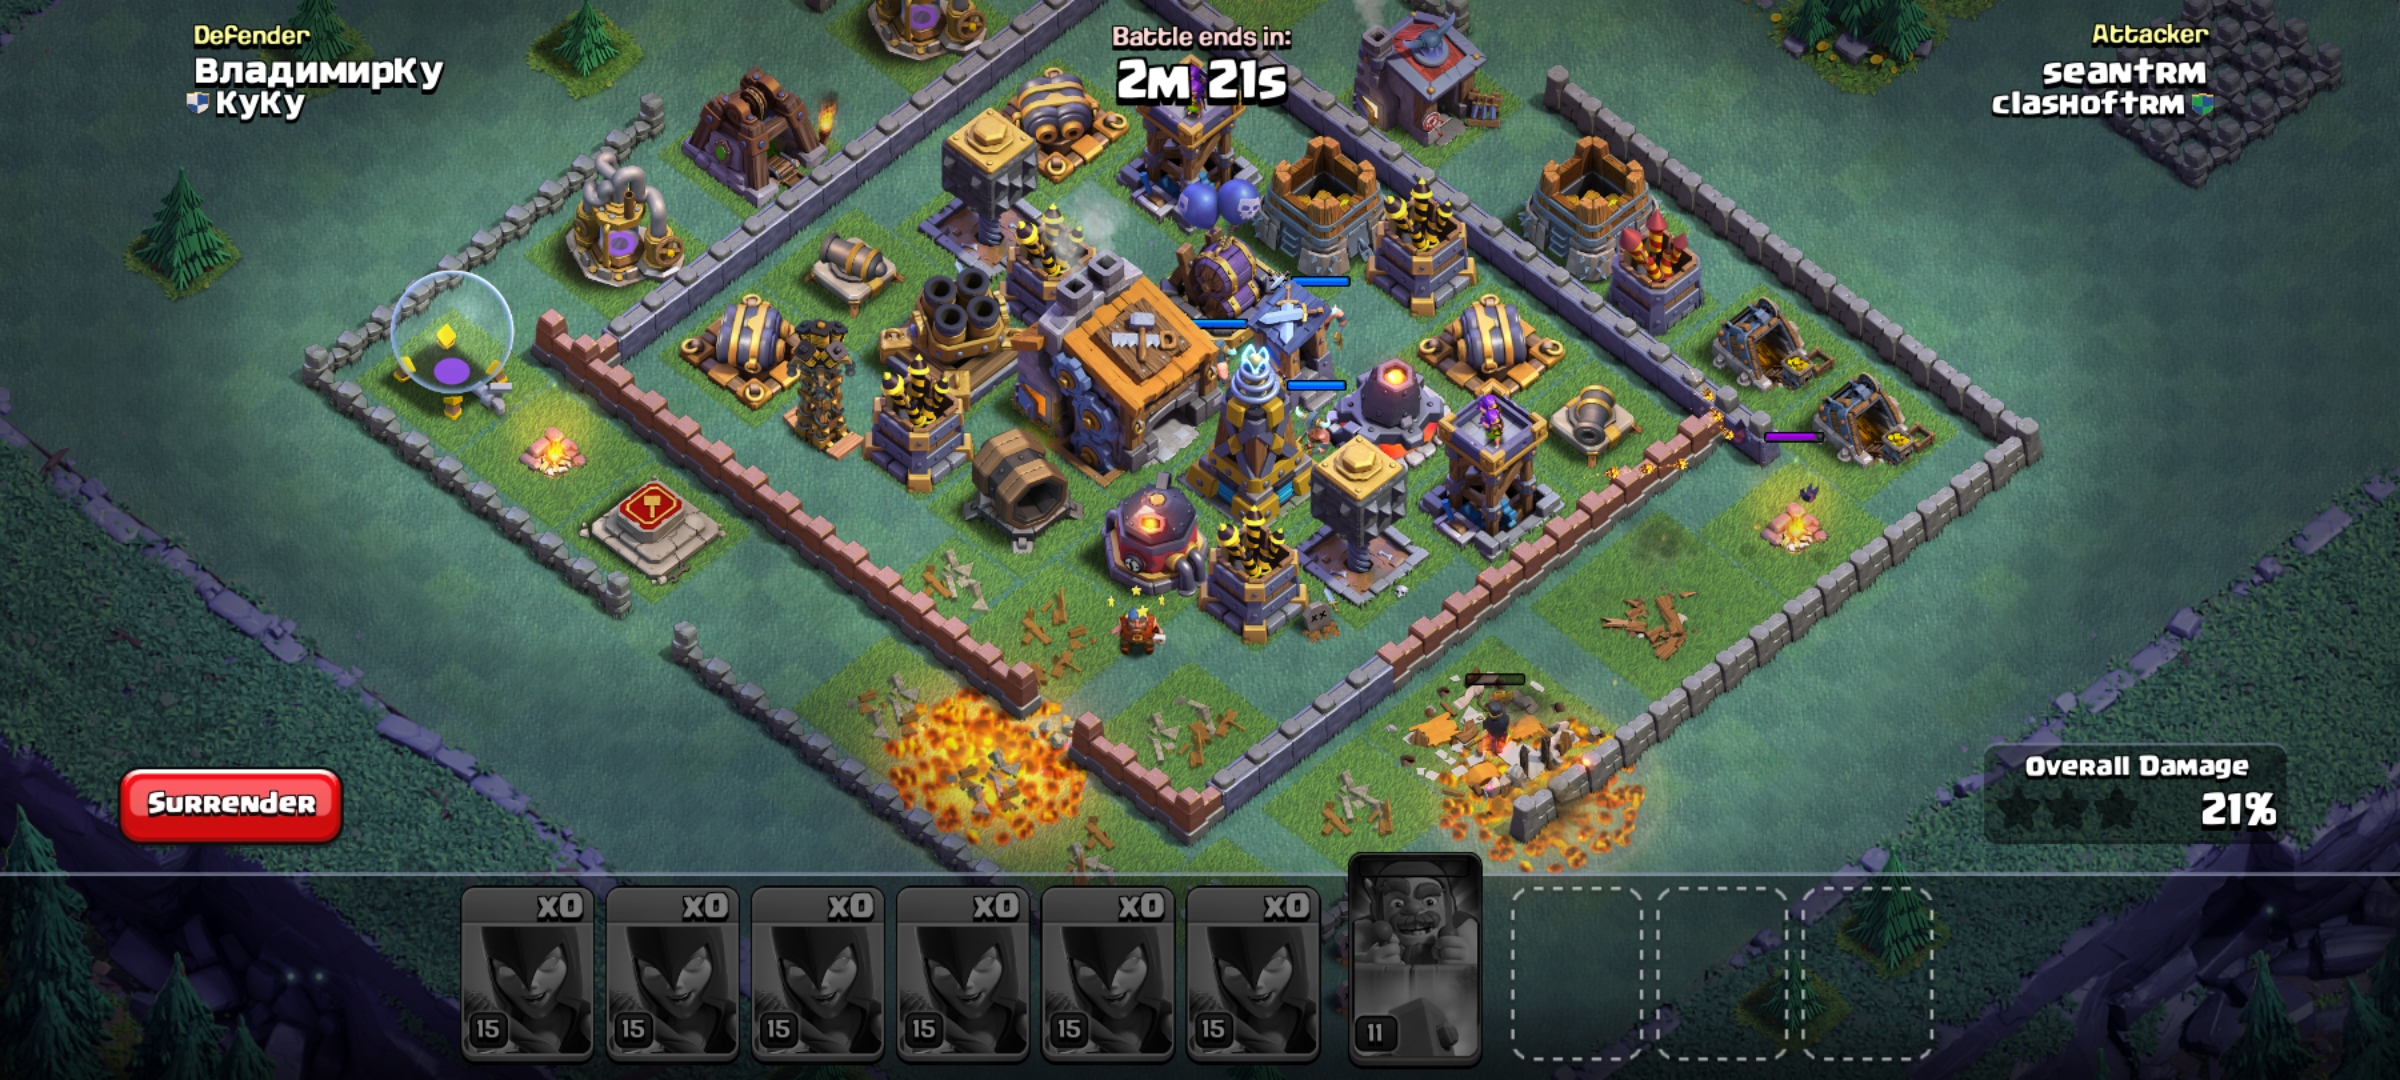 Defender
ВладимирКу
КуКу
Battle ends in:
2M 21s
Attacker
seantrm
clashoftrm
Surrender
Overall Damage
21%
x0
x0
x0
x0
x0
x0
15
15
15
15
15
15
11